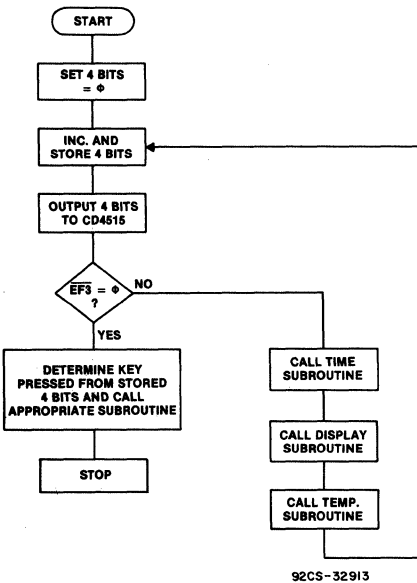 START
SET 4 BITS
= Φ
INC. AND
STORE 4 BITS
OUTPUT 4 BITS
TO CD4515
EF3 = Φ
?
NO
YES
DETERMINE KEY
PRESSED FROM STORED
4 BITS AND CALL
APPROPRIATE SUBROUTINE
STOP
CALL TIME
SUBROUTINE
CALL DISPLAY
SUBROUTINE
CALL TEMP.
SUBROUTINE
92CS-32913